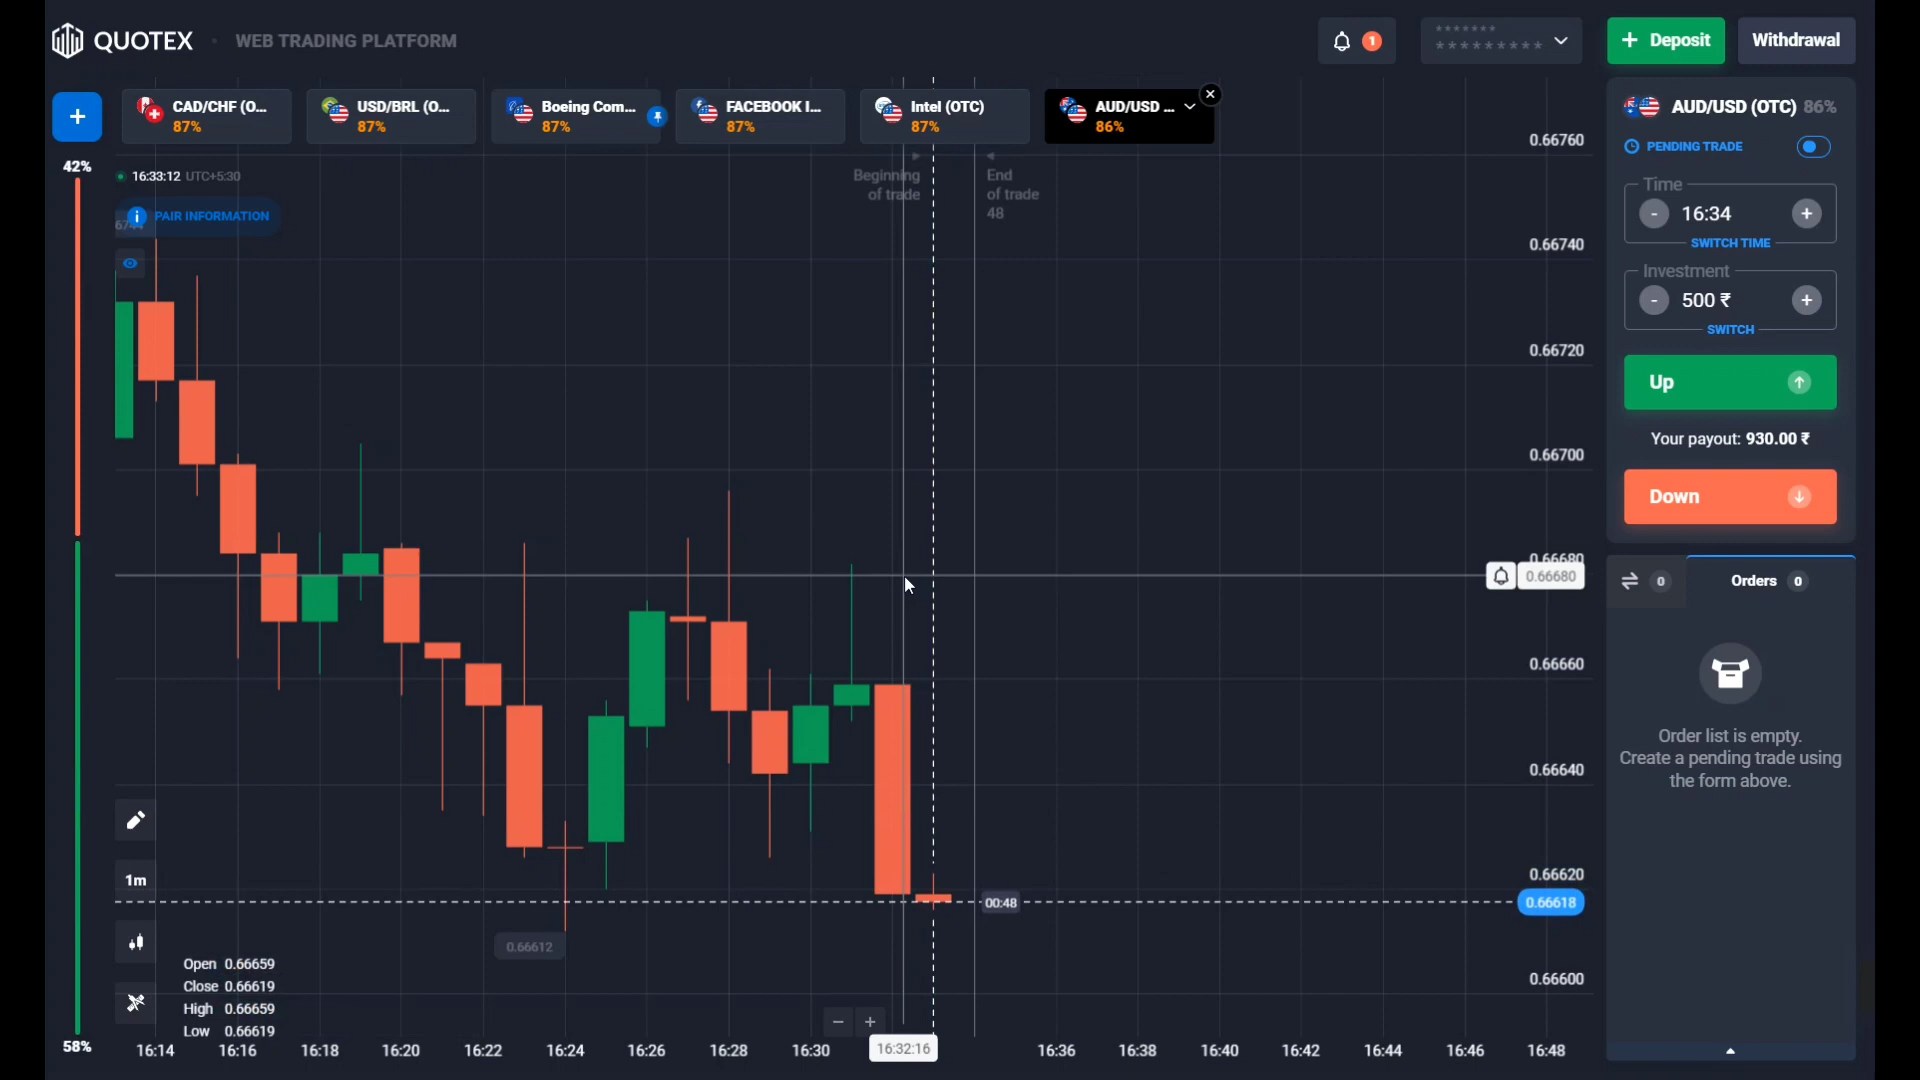 QUOTEX
WEB TRADING PLATFORM
1
*******
*********
+ Deposit
Withdrawal
+
CAD/CHF (O...
87%
USD/BRL (O...
87%
Boeing Com...
87%
FACEBOOK I...
87%
Intel (OTC)
87%
AUD/USD ...
86%
AUD/USD (OTC) 86%
PENDING TRADE
Time
- 16:34 +
SWITCH TIME
Investment
- 500 ₹ +
SWITCH
Up
Your payout: 930.00 ₹
Down
0
Orders 0
Order list is empty.
Create a pending trade using
the form above.
42%
58%
16:33:12 UTC+5:30
PAIR INFORMATION
Beginning
of trade
End
of trade
48
0.66760
0.66740
0.66720
0.66700
0.66680
0.66680
0.66660
0.66640
0.66620
0.66618
0.66600
00:48
0.66612
1m
Open 0.66659
Close 0.66619
High 0.66659
Low 0.66619
− +
16:14
16:16
16:18
16:20
16:22
16:24
16:26
16:28
16:30
16:32:16
16:36
16:38
16:40
16:42
16:44
16:46
16:48